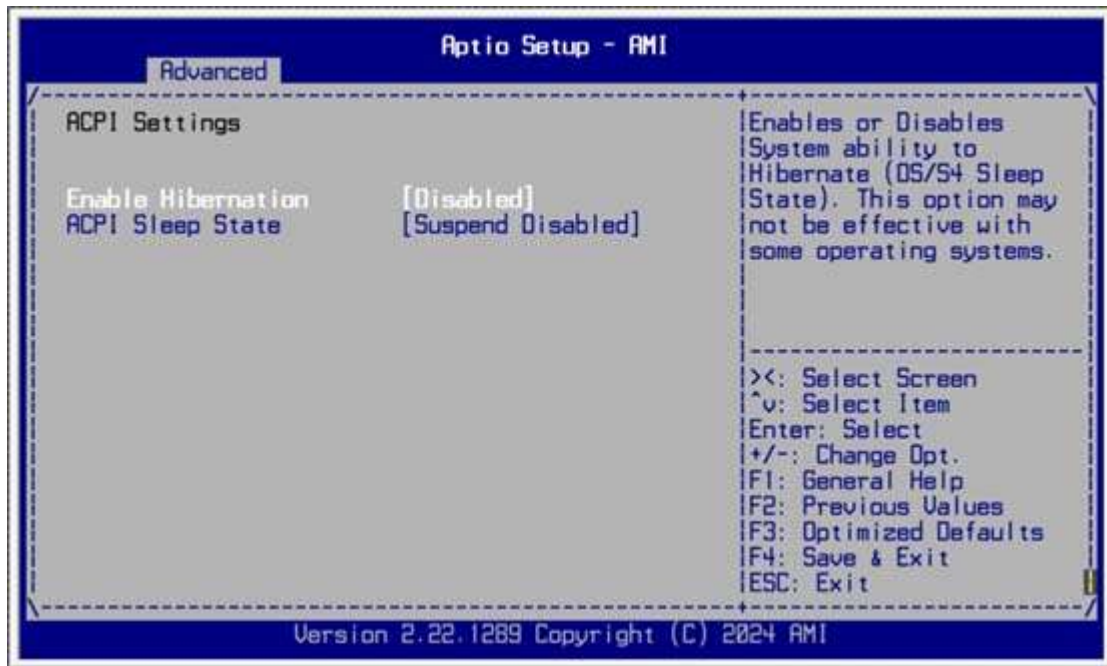 Aptio Setup - AMI
Advanced
ACPI Settings
Enable Hibernation [Disabled]
ACPI Sleep State [Suspend Disabled]
Enables or Disables
System ability to
Hibernate (OS/S4 Sleep
State). This option may
not be effective with
some operating systems.
><: Select Screen
^v: Select Item
Enter: Select
+/-: Change Opt.
F1: General Help
F2: Previous Values
F3: Optimized Defaults
F4: Save & Exit
ESC: Exit
Version 2.22.1289 Copyright (C) 2024 AMI